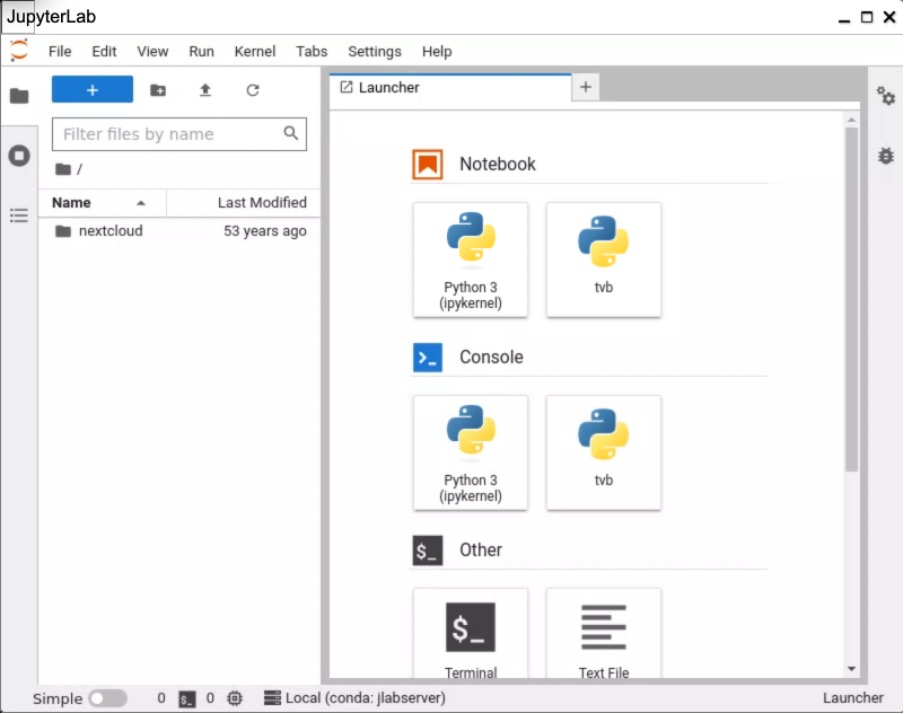 JupyterLab
File Edit View Run Kernel Tabs Settings Help
+
Launcher
+
Filter files by name
/
Name Last Modified
nextcloud 53 years ago
Notebook
Python 3
(ipykernel)
tvb
>_ Console
Python 3
(ipykernel)
tvb
$_ Other
$_
Terminal
Text File
Simple 0 $_ 0 Local (conda: jlabserver) Launcher